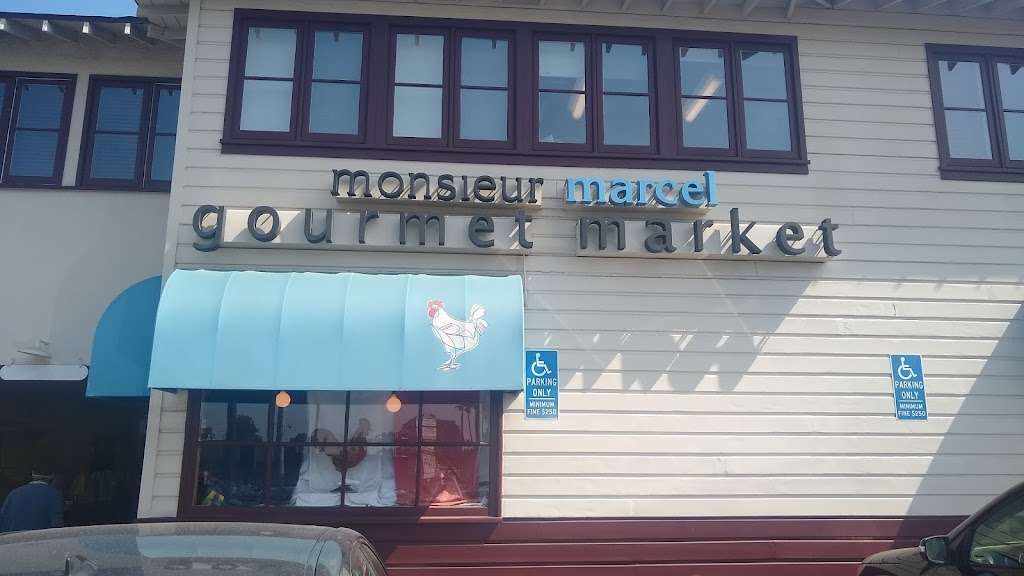 monsieur marcel
gourmet market
PARKING
ONLY
MINIMUM
FINE $250
PARKING
ONLY
MINIMUM
FINE $250